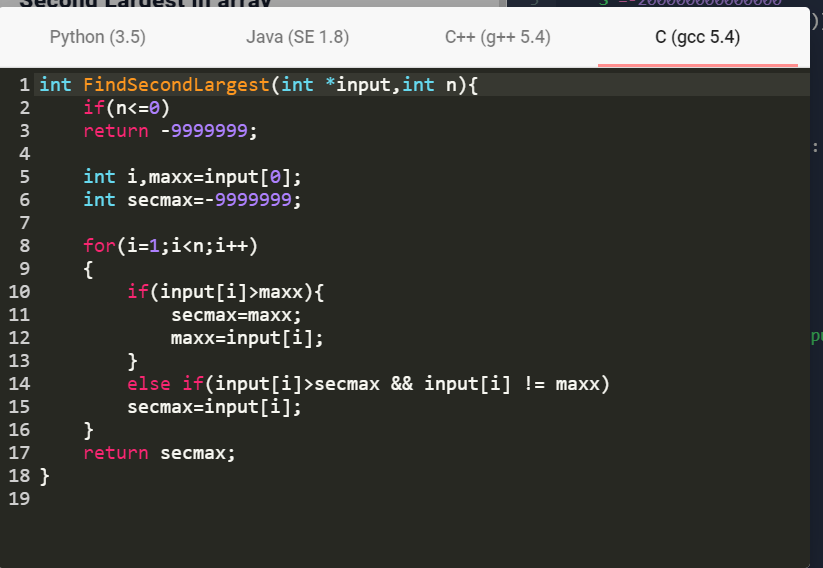 Second Largest in array
Python (3.5) Java (SE 1.8) C++ (g++ 5.4) C (gcc 5.4)
1 int FindSecondLargest(int *input,int n){
2 if(n<=0)
3 return -9999999;
4
5 int i,maxx=input[0];
6 int secmax=-9999999;
7
8 for(i=1;i<n;i++)
9 {
10 if(input[i]>maxx){
11 secmax=maxx;
12 maxx=input[i];
13 }
14 else if(input[i]>secmax && input[i] != maxx)
15 secmax=input[i];
16 }
17 return secmax;
18 }
19